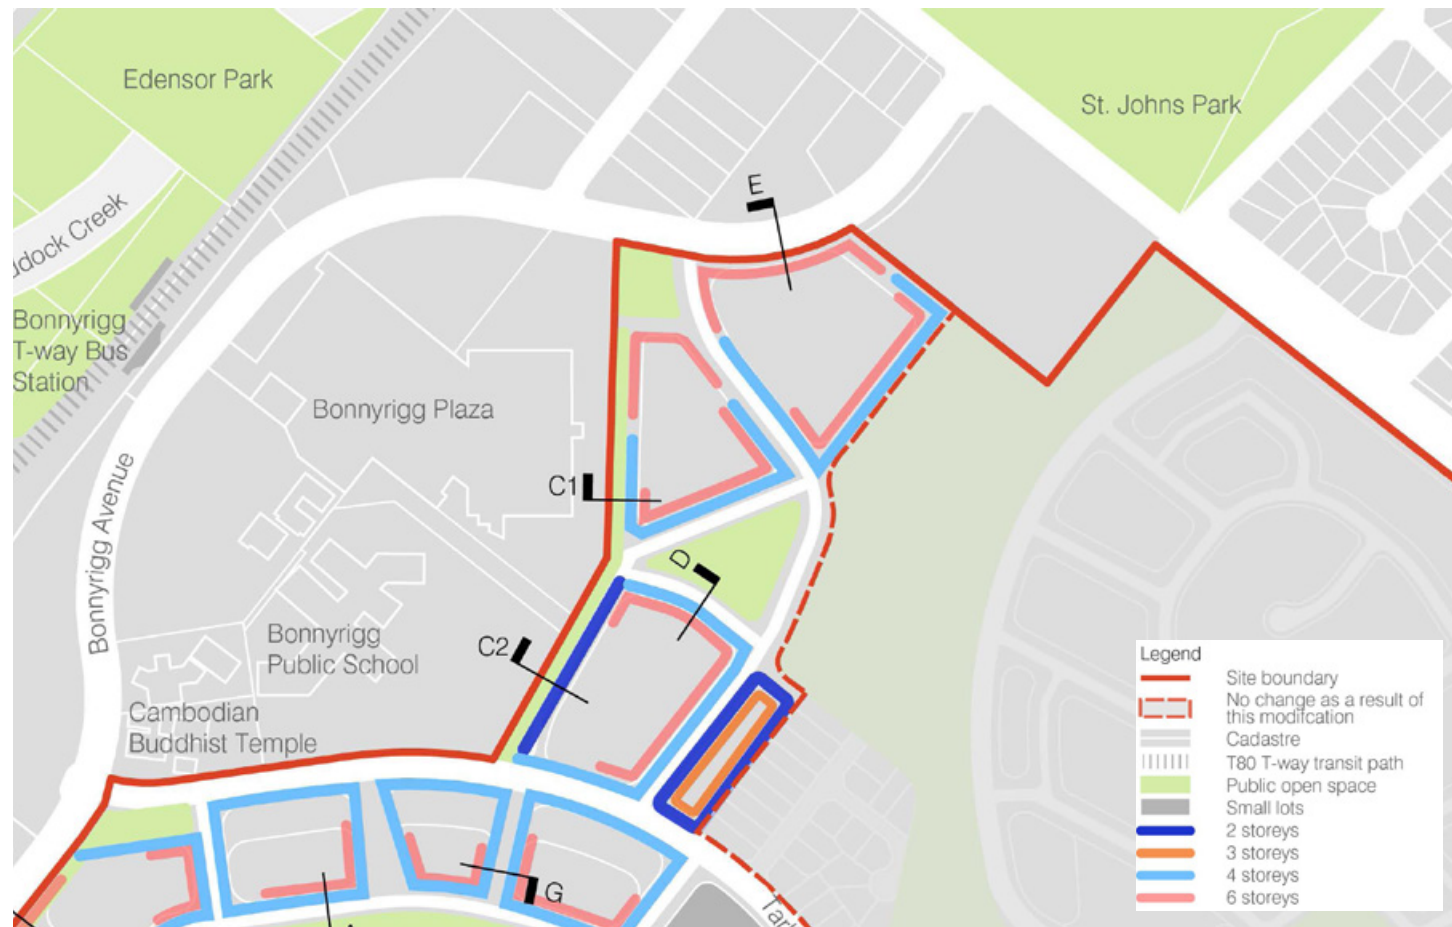 Edensor Park
St. Johns Park
E
Creek
Bonnyrigg
T-way Bus
Station
Bonnyrigg Plaza
Bonnyrigg Avenue
C1
D
C2
Bonnyrigg
Public School
Cambodian
Buddhist Temple
G
Legend
Site boundary
No change as a result of
this modifcation
Cadastre
T80 T-way transit path
Public open space
Small lots
2 storeys
3 storeys
4 storeys
6 storeys